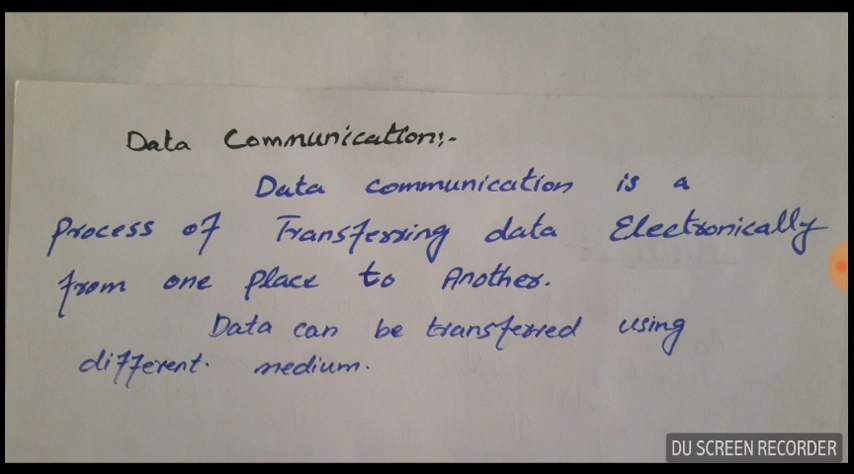 Data Communication:-
Data communication is a
Process of Transferring data Electronically
from one place to Another.
Data can be transferred using
different. medium.
DU SCREEN RECORDER